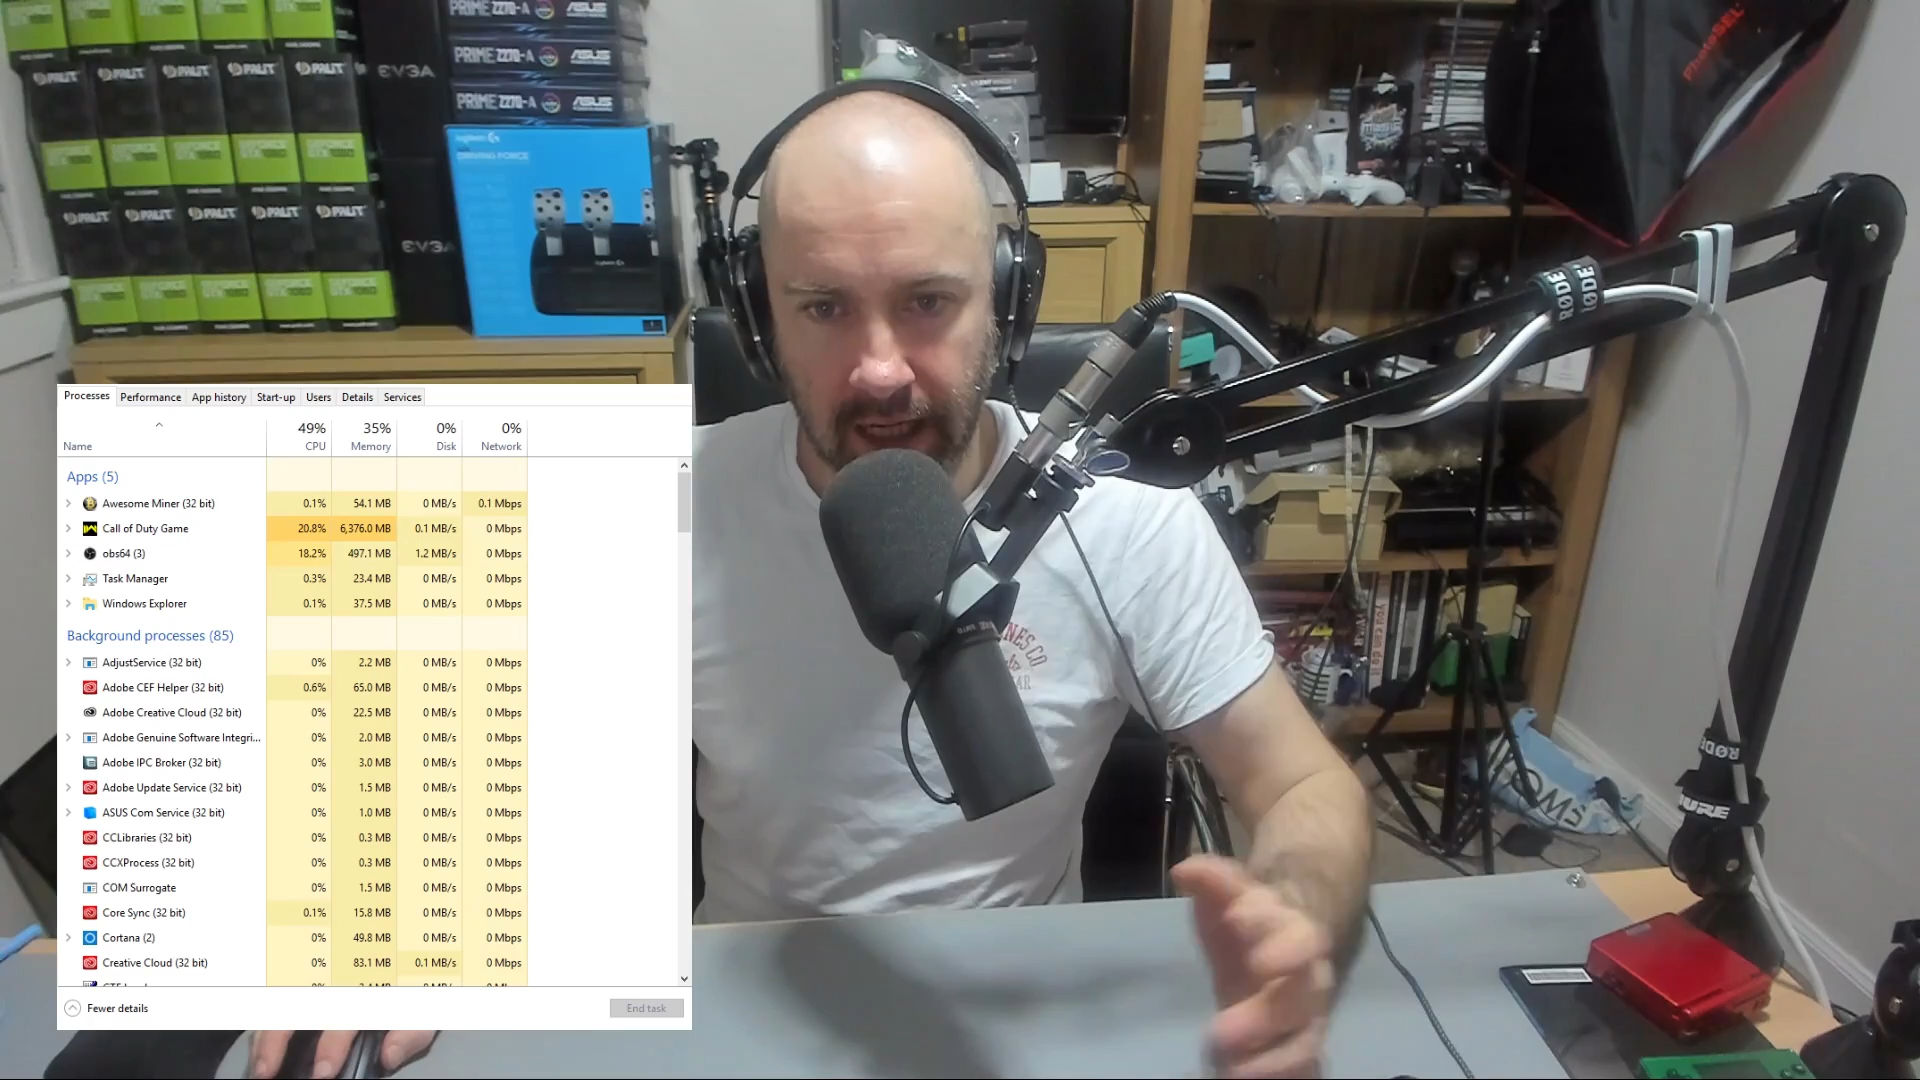 PRIME Z270-A ASUS
PRIME Z270-A ASUS
PRIME Z270-A ASUS
PALIT PALIT PALIT PALIT PALIT
EVGA
logitech G
DRIVING FORCE
PALIT PALIT PALIT PALIT PALIT
EVGA
RØDE RØDE
Processes Performance App history Start-up Users Details Services
49% 35% 0% 0%
Name CPU Memory Disk Network
Apps (5)
Awesome Miner (32 bit) 0.1% 54.1 MB 0 MB/s 0.1 Mbps
Call of Duty Game 20.8% 6,376.0 MB 0.1 MB/s 0 Mbps
obs64 (3) 18.2% 497.1 MB 1.2 MB/s 0 Mbps
Task Manager 0.3% 23.4 MB 0 MB/s 0 Mbps
Windows Explorer 0.1% 37.5 MB 0 MB/s 0 Mbps
Background processes (85)
AdjustService (32 bit) 0% 2.2 MB 0 MB/s 0 Mbps
Adobe CEF Helper (32 bit) 0.6% 65.0 MB 0 MB/s 0 Mbps
Adobe Creative Cloud (32 bit) 0% 22.5 MB 0 MB/s 0 Mbps
Adobe Genuine Software Integri... 0% 2.0 MB 0 MB/s 0 Mbps
Adobe IPC Broker (32 bit) 0% 3.0 MB 0 MB/s 0 Mbps
Adobe Update Service (32 bit) 0% 1.5 MB 0 MB/s 0 Mbps
ASUS Com Service (32 bit) 0% 1.0 MB 0 MB/s 0 Mbps
CCLibraries (32 bit) 0% 0.3 MB 0 MB/s 0 Mbps
CCXProcess (32 bit) 0% 0.3 MB 0 MB/s 0 Mbps
COM Surrogate 0% 1.5 MB 0 MB/s 0 Mbps
Core Sync (32 bit) 0.1% 15.8 MB 0 MB/s 0 Mbps
Cortana (2) 0% 49.8 MB 0 MB/s 0 Mbps
Creative Cloud (32 bit) 0% 83.1 MB 0.1 MB/s 0 Mbps
Fewer details End task
you can do it
RØDE